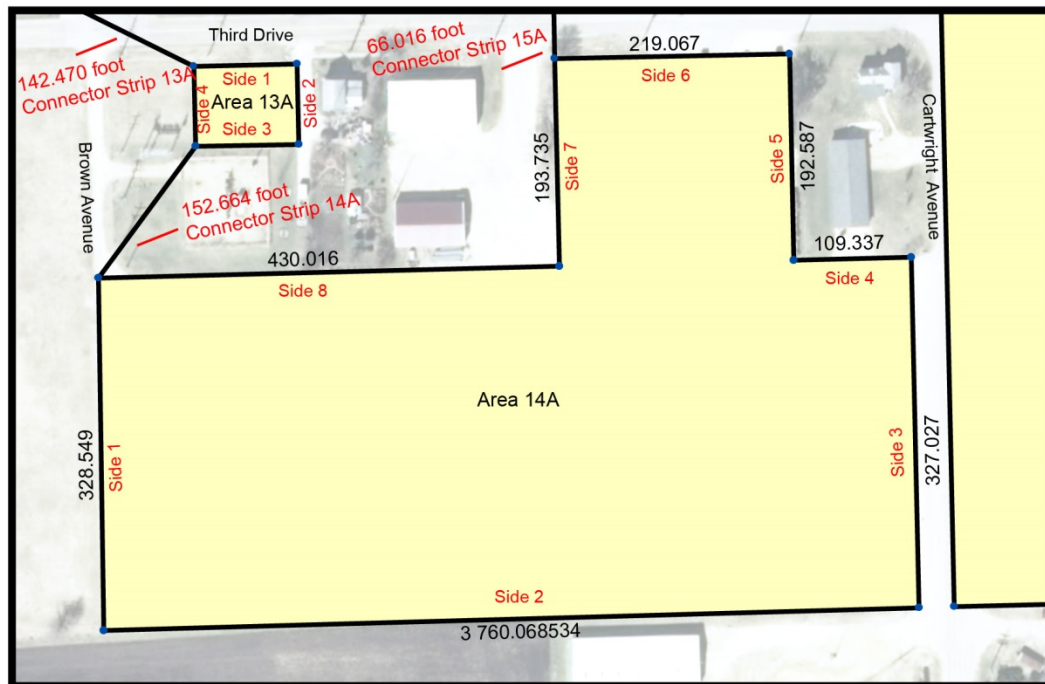 Third Drive
142.470 foot
Connector Strip 13A
66.016 foot
Connector Strip 15A
219.067
Side 6
Side 1
Side 2
Area 13A
Side 4
Side 3
Brown Avenue
152.664 foot
Connector Strip 14A
193.735
Side 7
Side 5
192.587
Cartwright Avenue
109.337
Side 4
430.016
Side 8
Area 14A
328.549
Side 1
Side 3
327.027
Side 2
3 760.068534